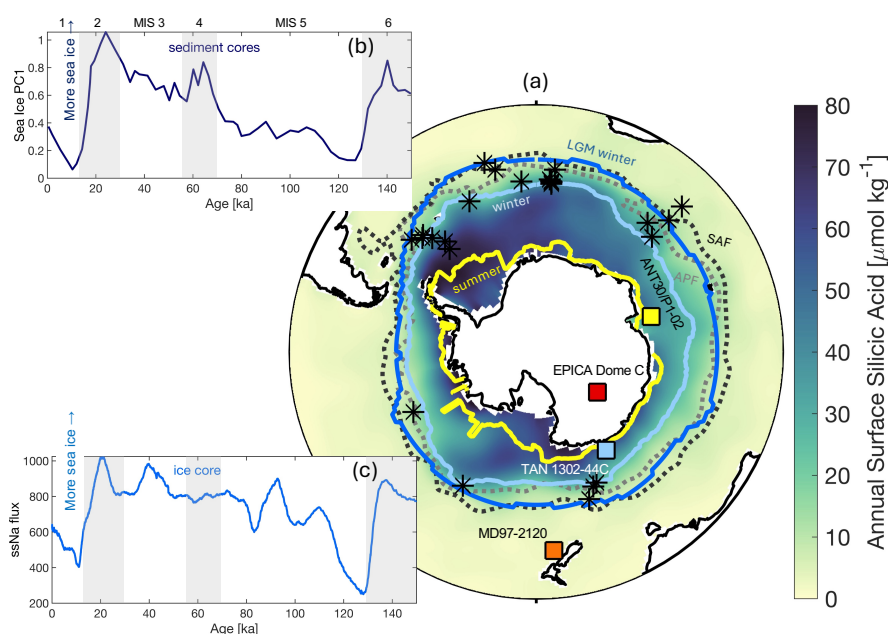 1 2 MIS 3 4 MIS 5 6
More sea ice →
(b)
sediment cores
Sea Ice PC1
1
0.8
0.6
0.4
0.2
0
0 20 40 60 80 100 120 140
Age [ka]
(a)
LGM winter
winter
summer
SAF
APF
ANT30/P1-02
EPICA Dome C
TAN 1302-44C
MD97-2120
More sea ice →
ice core
(c)
ssNa flux
1000
800
600
400
200
0 20 40 60 80 100 120 140
Age [ka]
80
70
60
50
40
30
20
10
0
Annual Surface Silicic Acid [μmol kg⁻¹]